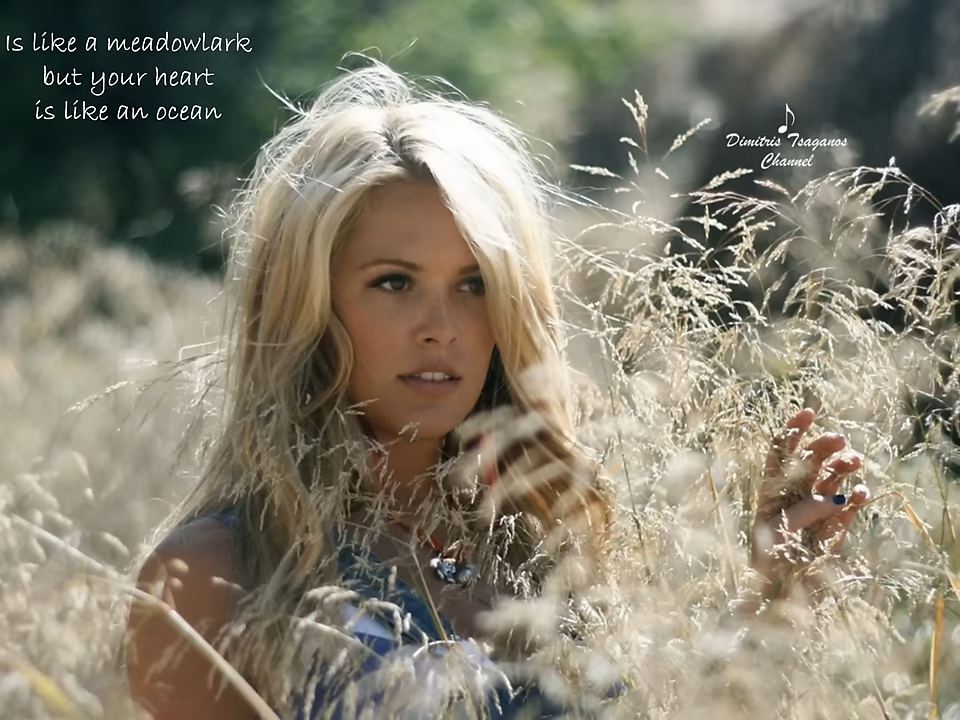 Is like a meadowlark
but your heart
is like an ocean
Dimitris Tsaganos
Channel